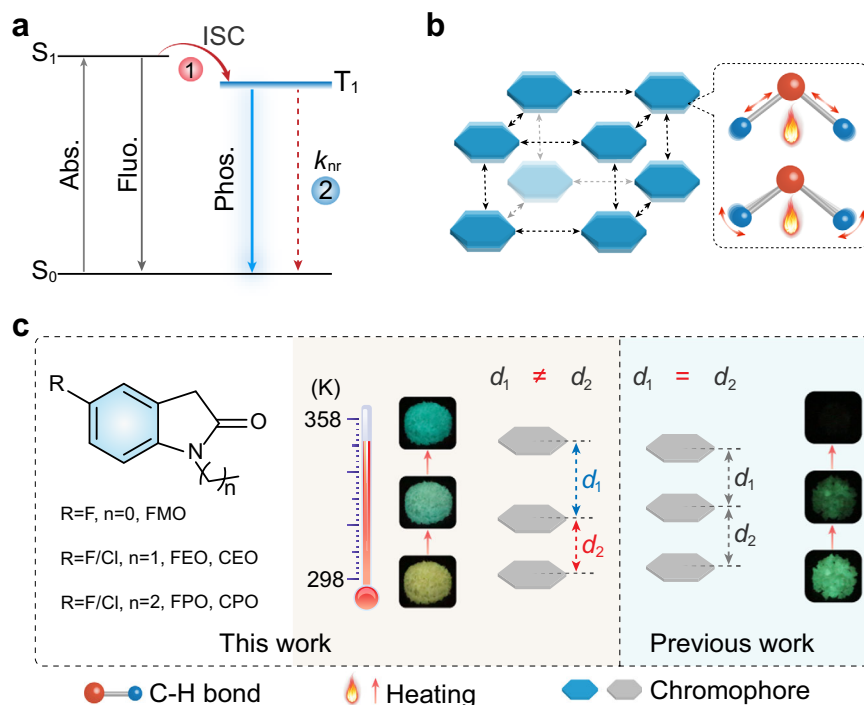 a
S1
ISC
1
T1
Abs.
Fluo.
Phos.
knr
2
S0
b
c
R
O
N
n
R=F, n=0, FMO
R=F/Cl, n=1, FEO, CEO
R=F/Cl, n=2, FPO, CPO
(K)
358
298
d1 ≠ d2
d1
d2
This work
d1 = d2
d1
d2
Previous work
C-H bond
Heating
Chromophore